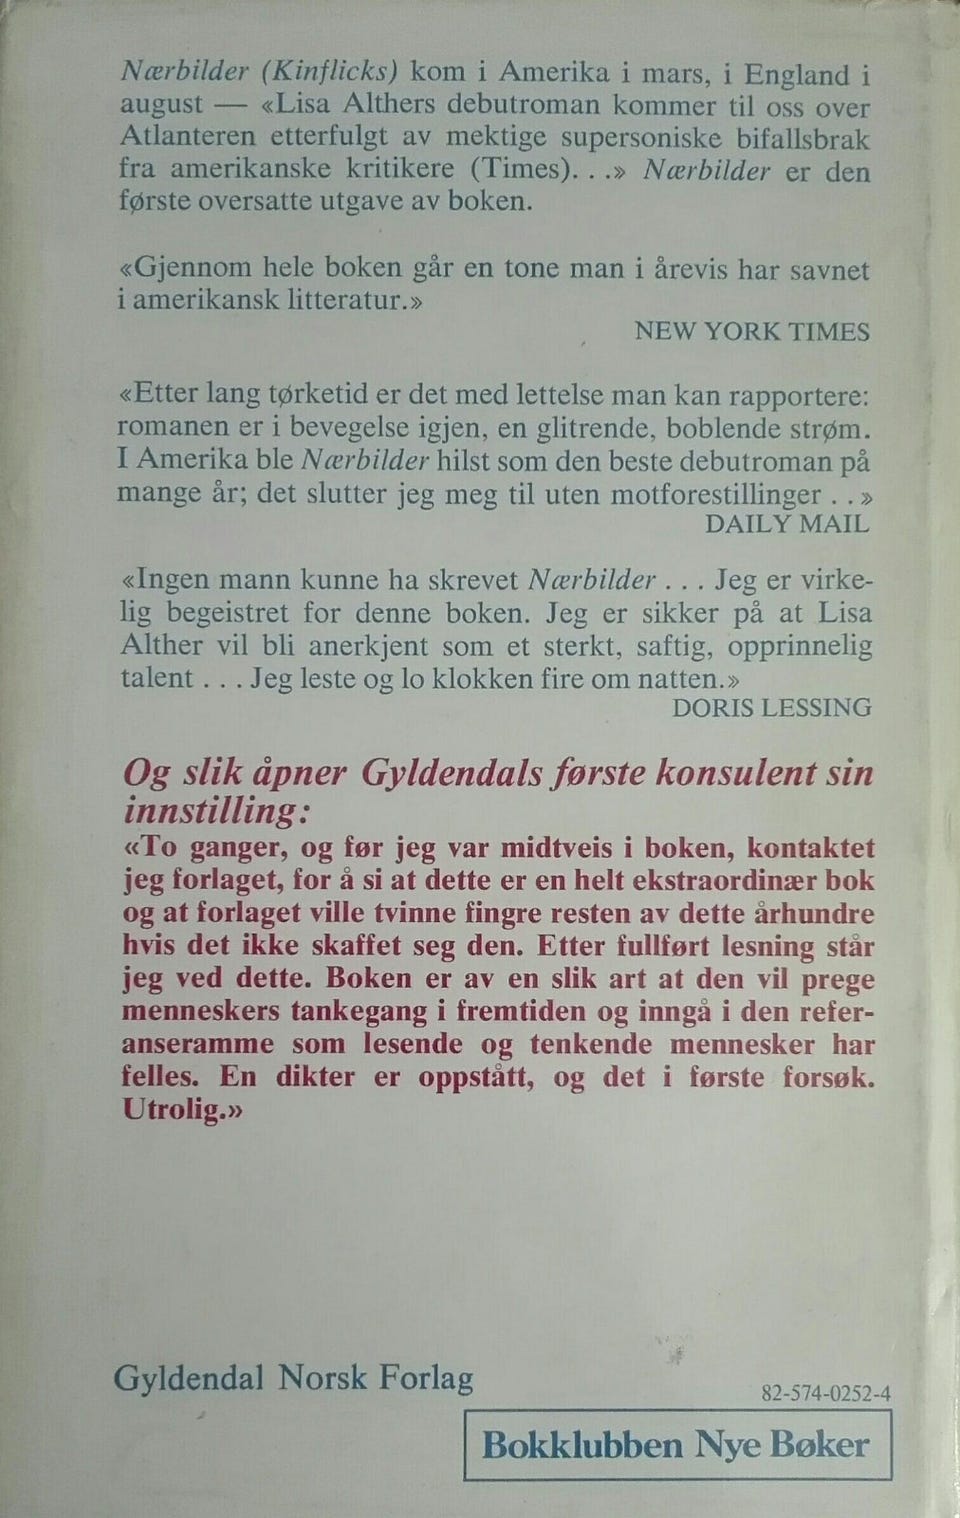 Nærbilder (Kinflicks) kom i Amerika i mars, i England i
august — «Lisa Althers debutroman kommer til oss over
Atlanteren etterfulgt av mektige supersoniske bifallsbrak
fra amerikanske kritikere (Times). . .» Nærbilder er den
første oversatte utgave av boken.
«Gjennom hele boken går en tone man i årevis har savnet
i amerikansk litteratur.»
NEW YORK TIMES
«Etter lang tørketid er det med lettelse man kan rapportere:
romanen er i bevegelse igjen, en glitrende, boblende strøm.
I Amerika ble Nærbilder hilst som den beste debutroman på
mange år; det slutter jeg meg til uten motforestillinger . . »
DAILY MAIL
«Ingen mann kunne ha skrevet Nærbilder . . . Jeg er virke-
lig begeistret for denne boken. Jeg er sikker på at Lisa
Alther vil bli anerkjent som et sterkt, saftig, opprinnelig
talent . . . Jeg leste og lo klokken fire om natten.»
DORIS LESSING
Og slik åpner Gyldendals første konsulent sin
innstilling:
«To ganger, og før jeg var midtveis i boken, kontaktet
jeg forlaget, for å si at dette er en helt ekstraordinær bok
og at forlaget ville tvinne fingre resten av dette århundre
hvis det ikke skaffet seg den. Etter fullført lesning står
jeg ved dette. Boken er av en slik art at den vil prege
menneskers tankegang i fremtiden og inngå i den refer-
anseramme som lesende og tenkende mennesker har
felles. En dikter er oppstått, og det i første forsøk.
Utrolig.»
Gyldendal Norsk Forlag
82-574-0252-4
Bokklubben Nye Bøker